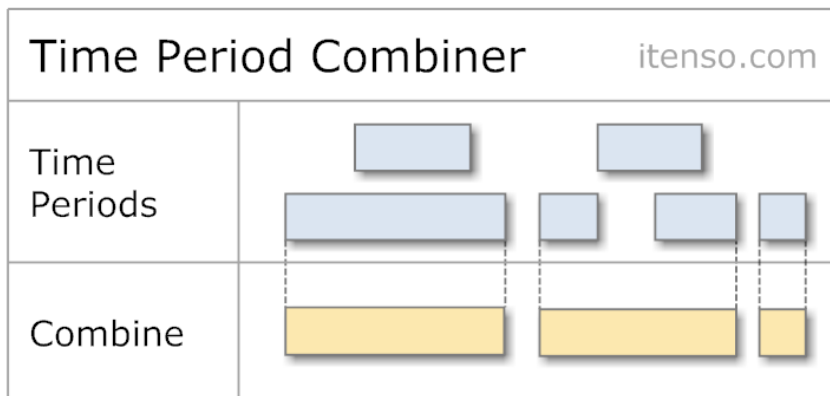 Time Period Combiner
itenso.com
Time
Periods
Combine